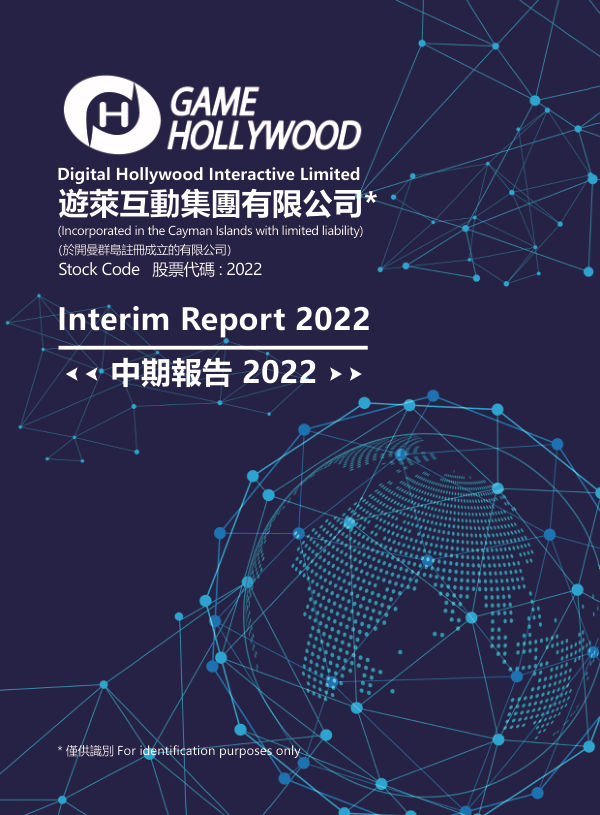 H GAME
HOLLYWOOD
Digital Hollywood Interactive Limited
遊萊互動集團有限公司*
(Incorporated in the Cayman Islands with limited liability)
(於開曼群島註冊成立的有限公司)
Stock Code 股票代碼 : 2022
Interim Report 2022
中期報告 2022
* 僅供識別 For identification purposes only